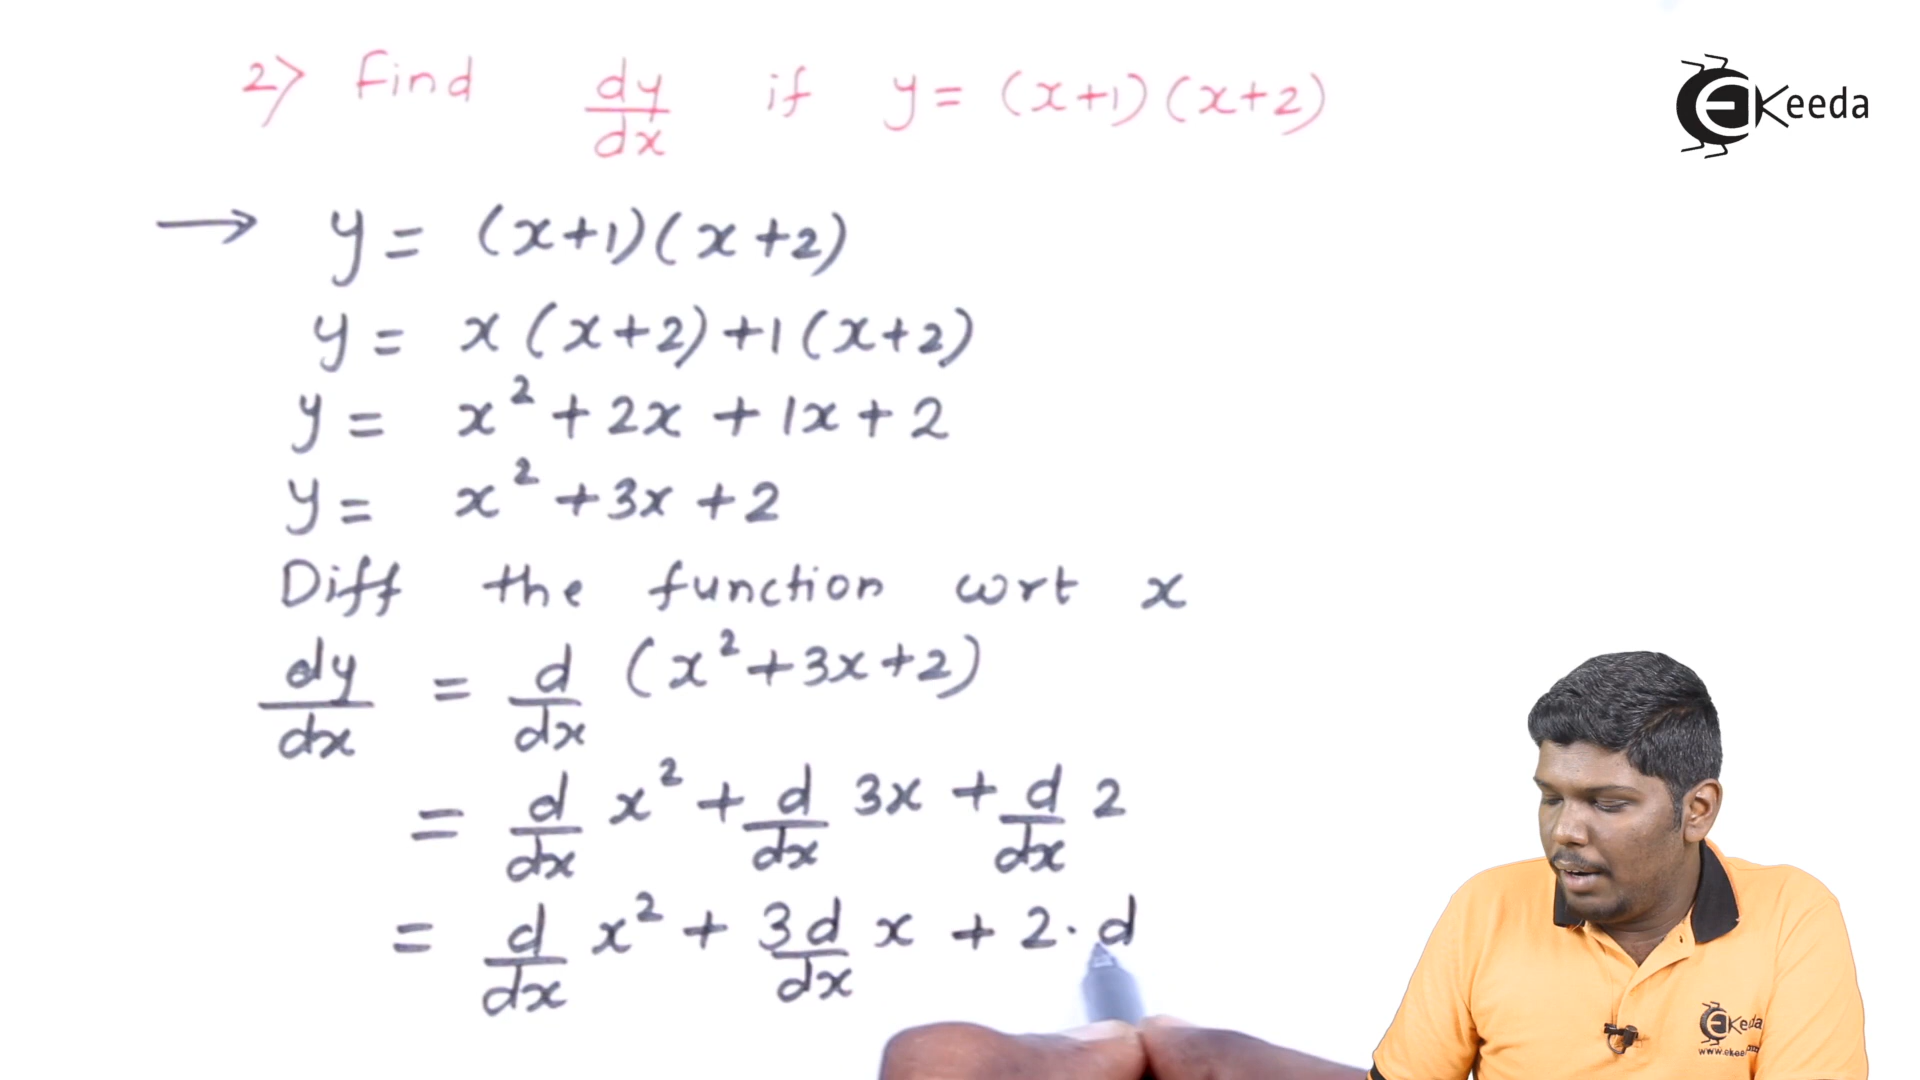 2) Find dy/dx if y = (x+1)(x+2)
EKeeda
→ y = (x+1)(x+2)
y = x(x+2)+1(x+2)
y = x² + 2x + 1x + 2
y = x² + 3x + 2
Diff the function wrt x
dy/dx = d/dx (x²+3x+2)
= d/dx x² + d/dx 3x + d/dx 2
= d/dx x² + 3d/dx x + 2·d
EKeeda